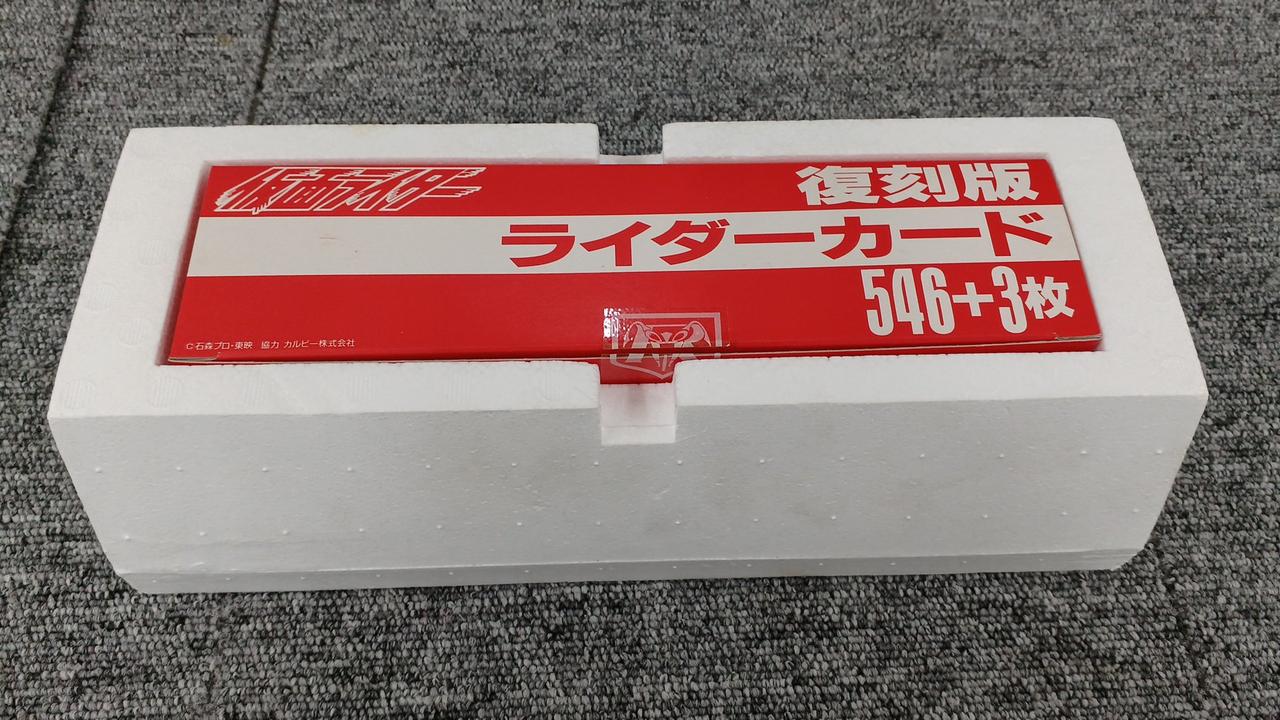 仮面ライダー
復刻版
ライダーカード
546+3枚
©石森プロ・東映 協力 カルビー株式会社